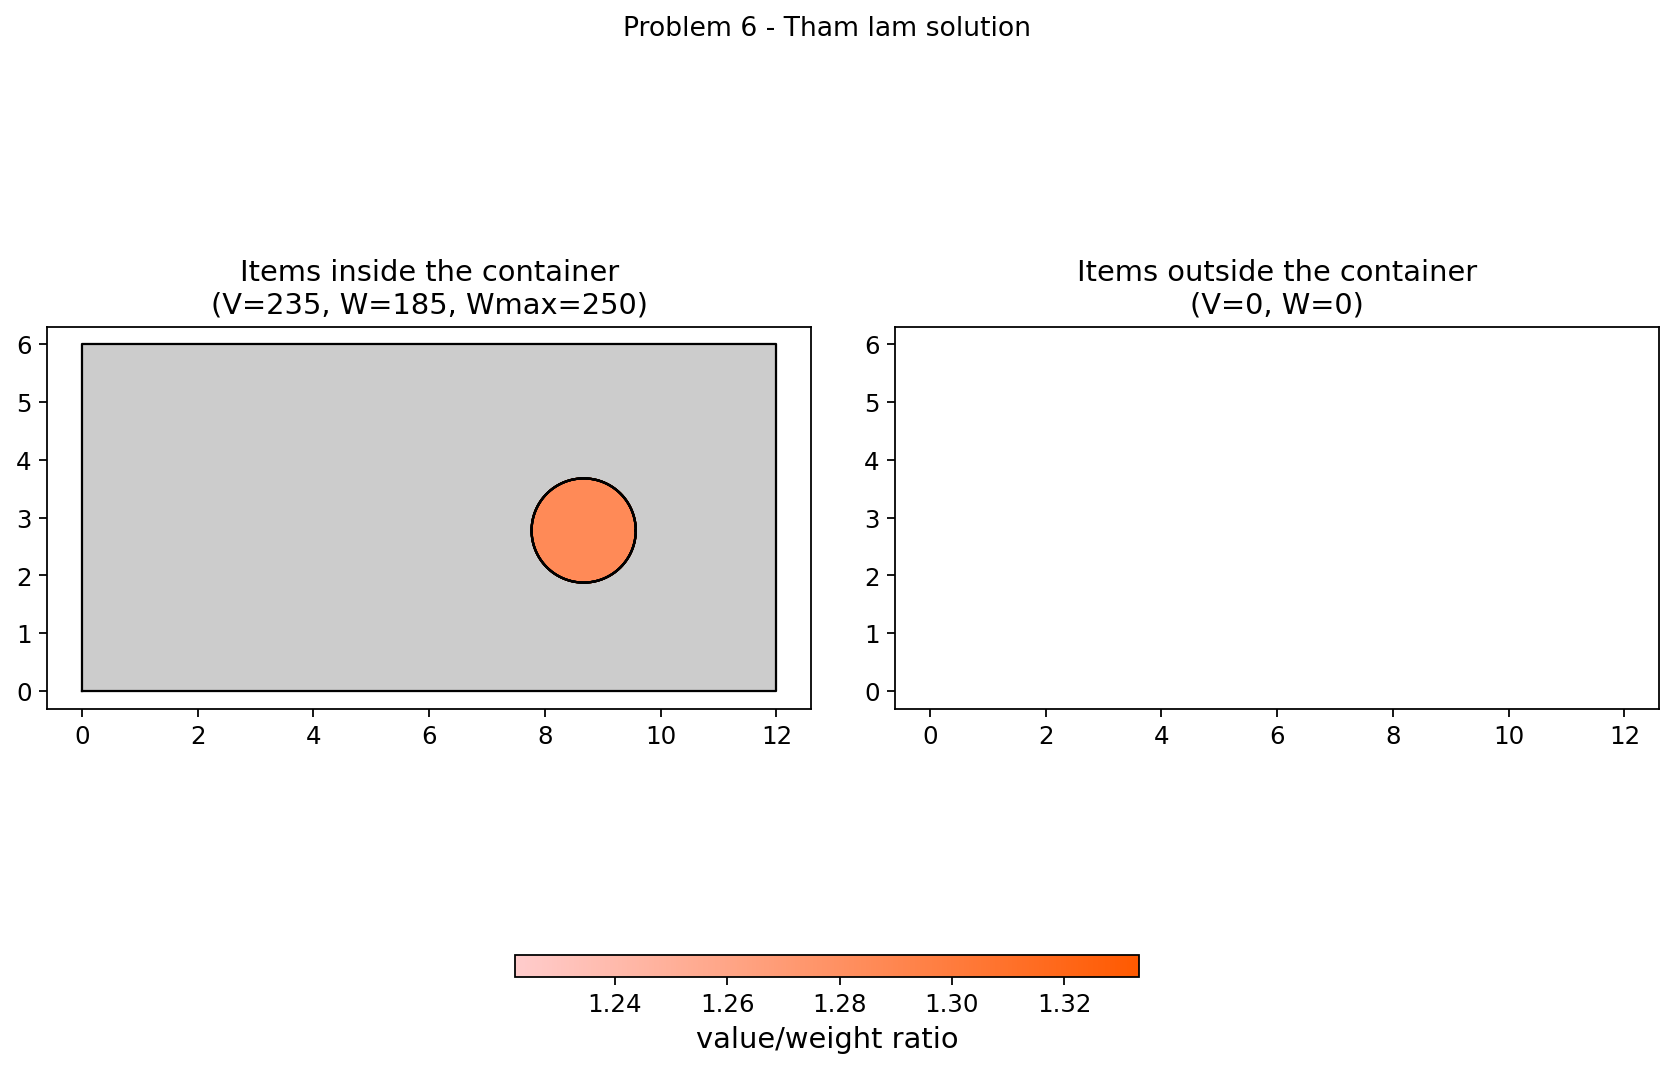 Problem 6 - Tham lam solution
Items inside the container
(V=235, W=185, Wmax=250)
6
5
4
3
2
1
0
0 2 4 6 8 10 12
Items outside the container
(V=0, W=0)
6
5
4
3
2
1
0
0 2 4 6 8 10 12
1.24 1.26 1.28 1.30 1.32
value/weight ratio